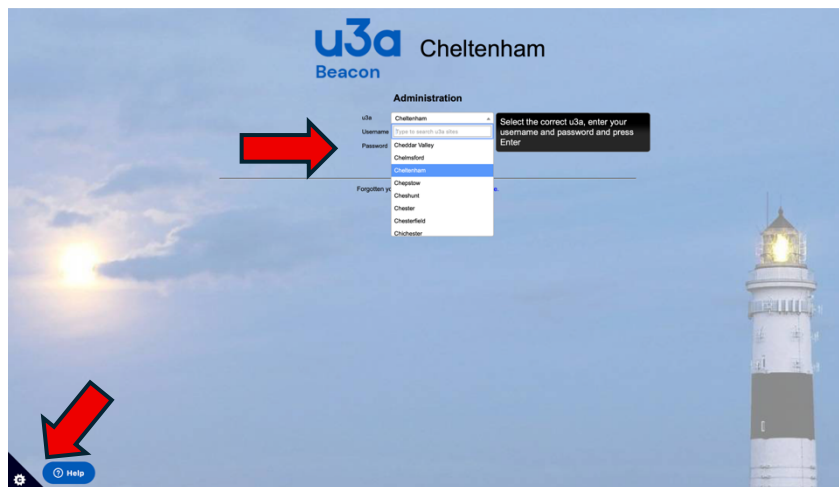 u3a Cheltenham
Beacon
Administration
u3a Cheltenham
Username Type to search u3a sites
Password
Select the correct u3a, enter your
username and password and press
Enter
Cheddar Valley
Chelmsford
Cheltenham
Chepstow
Forgotten yo e.
Cheshunt
Chester
Chesterfield
Chichester
Help